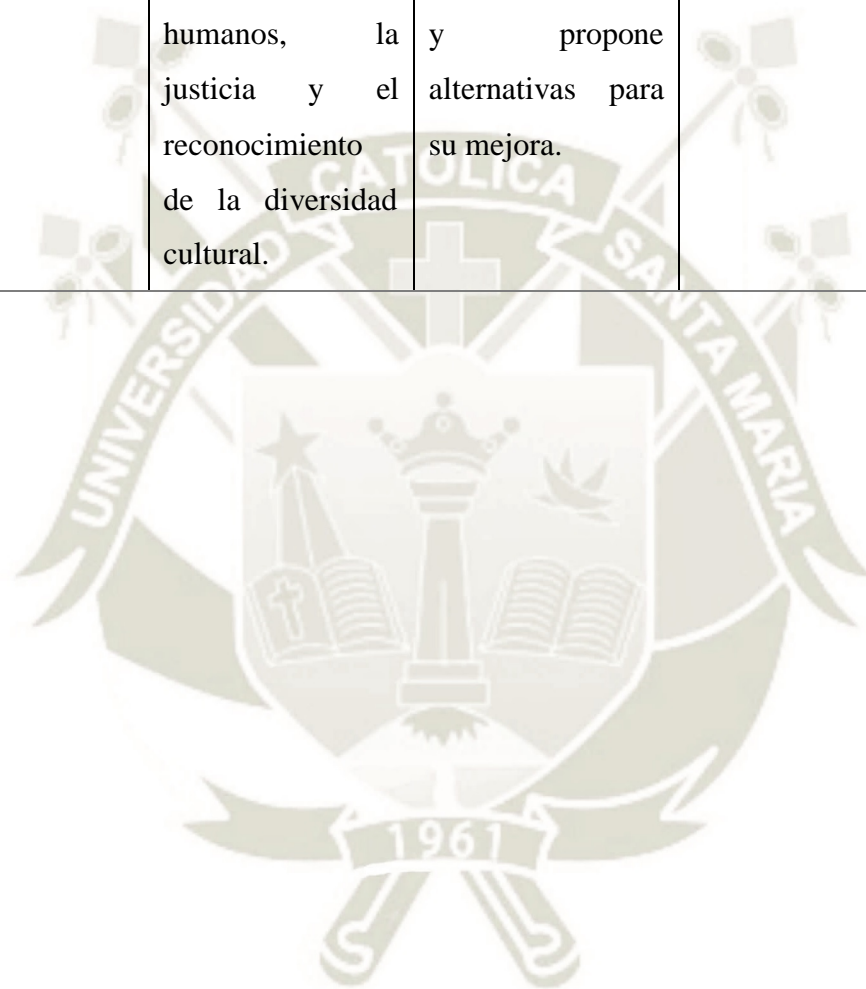 humanos, la
justicia y el
reconocimiento
de la diversidad
cultural.
y propone
alternativas para
su mejora.
UNIVERSIDAD CATOLICA SANTA MARIA
1961